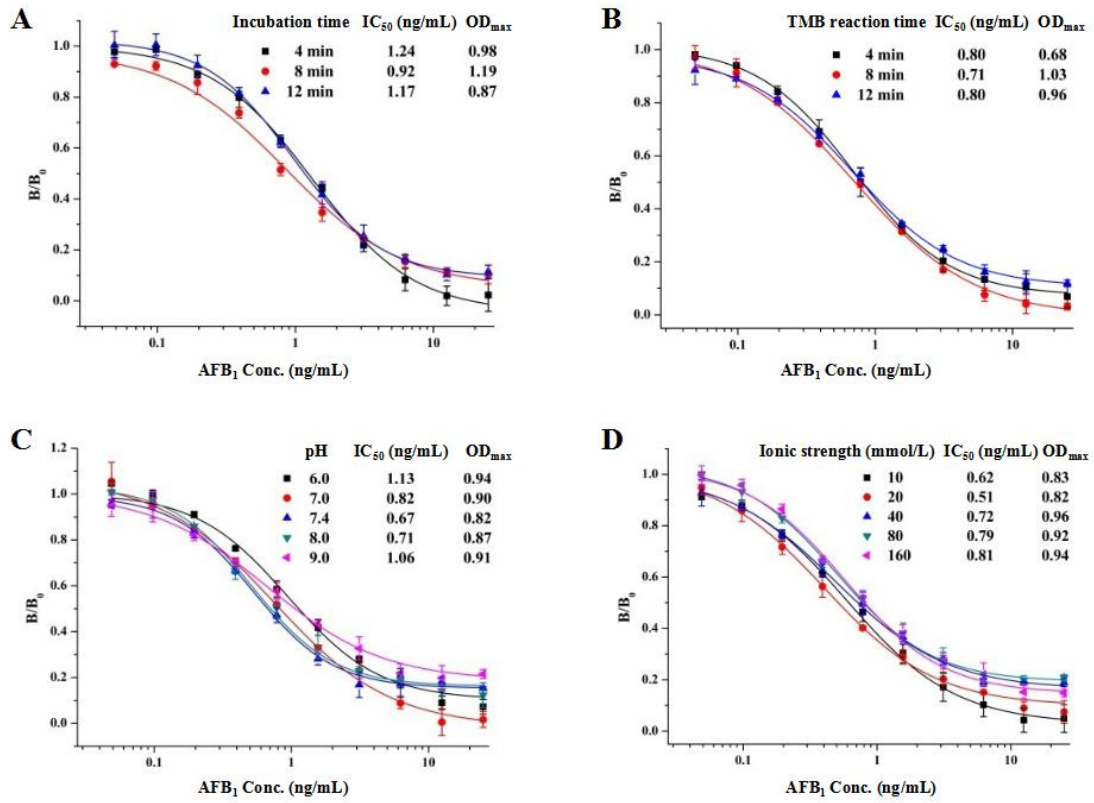 A
Incubation time IC50 (ng/mL) ODmax
4 min 1.24 0.98
8 min 0.92 1.19
12 min 1.17 0.87
1.0
0.8
0.6
0.4
0.2
0.0
B/B0
0.1 1 10
AFB1 Conc. (ng/mL)
B
TMB reaction time IC50 (ng/mL) ODmax
4 min 0.80 0.68
8 min 0.71 1.03
12 min 0.80 0.96
1.0
0.8
0.6
0.4
0.2
0.0
B/B0
0.1 1 10
AFB1 Conc. (ng/mL)
C
pH IC50 (ng/mL) ODmax
6.0 1.13 0.94
7.0 0.82 0.90
7.4 0.67 0.82
8.0 0.71 0.87
9.0 1.06 0.91
1.2
1.0
0.8
0.6
0.4
0.2
0.0
B/B0
0.1 1 10
AFB1 Conc. (ng/mL)
D
Ionic strength (mmol/L) IC50 (ng/mL) ODmax
10 0.62 0.83
20 0.51 0.82
40 0.72 0.96
80 0.79 0.92
160 0.81 0.94
1.0
0.8
0.6
0.4
0.2
0.0
B/B0
0.1 1 10
AFB1 Conc. (ng/mL)